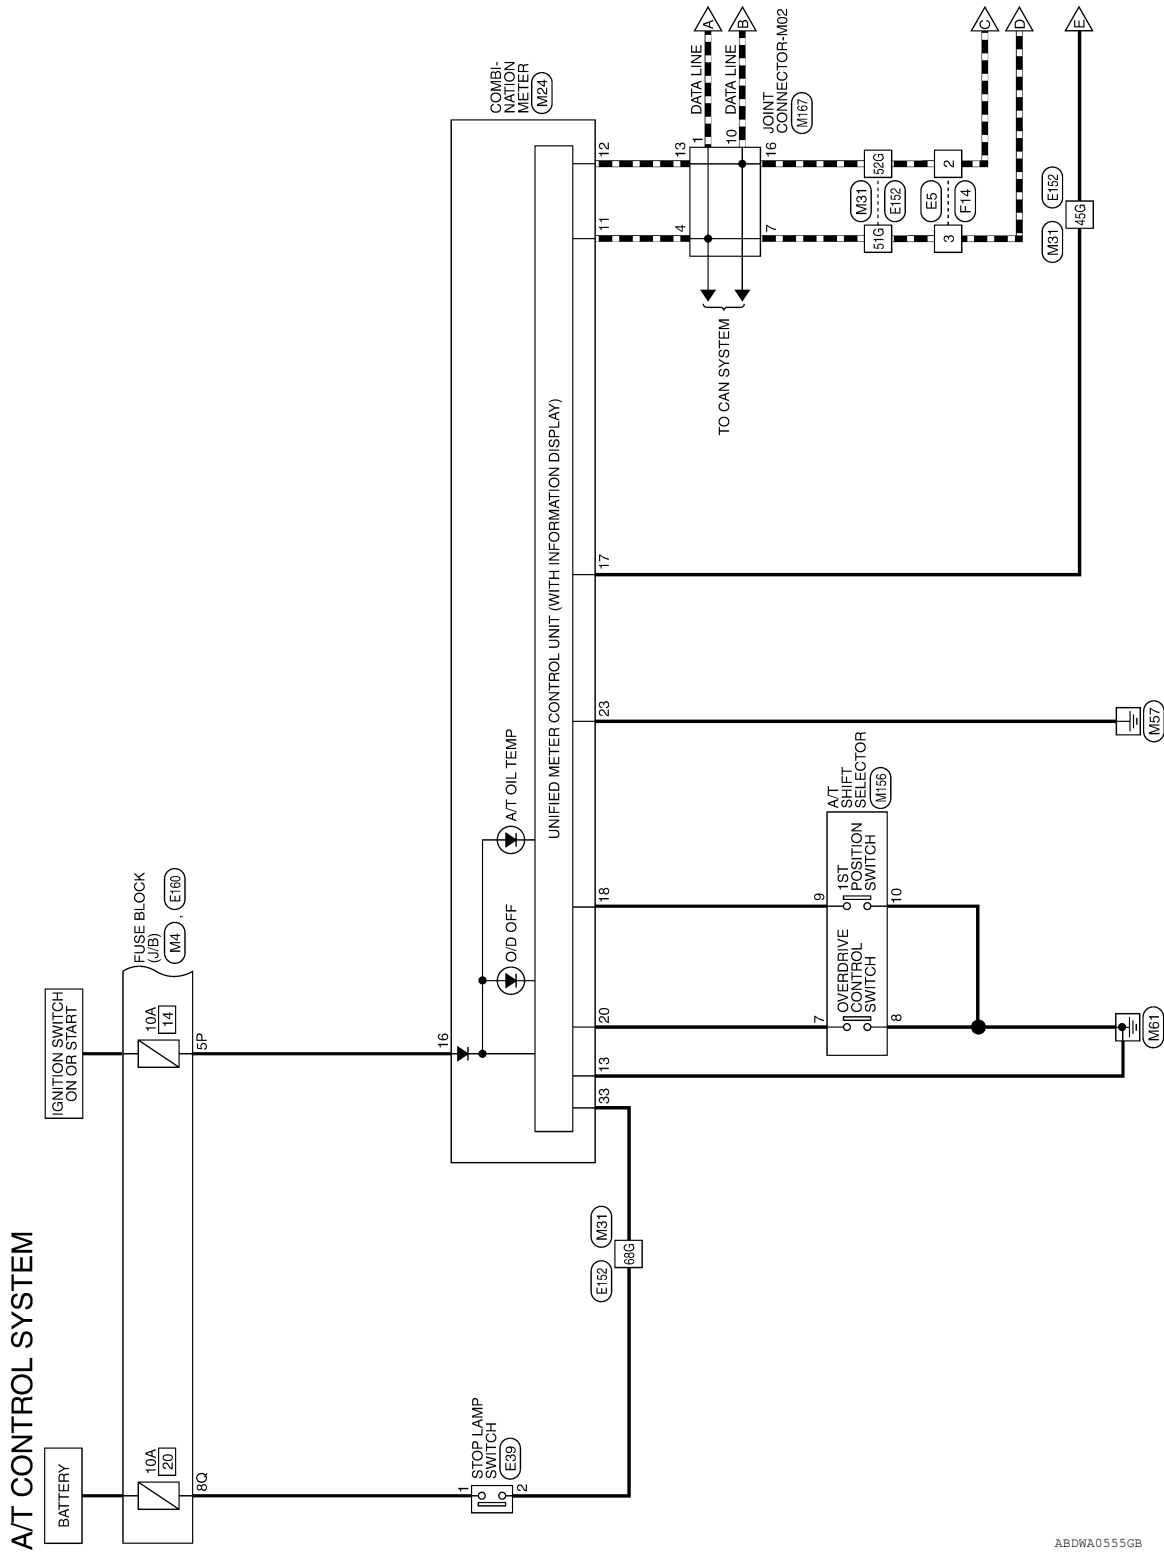 A/T CONTROL SYSTEM
BATTERY
IGNITION SWITCH
ON OR START
10A
20
10A
14
FUSE BLOCK
(J/B)
M4 , E160
8Q
5P
STOP LAMP
SWITCH
E39
1
2
E152
M31
68G
COMBI-
NATION
METER
M24
16
O/D OFF
A/T OIL TEMP
UNIFIED METER CONTROL UNIT (WITH INFORMATION DISPLAY)
33
13
20
18
23
17
11
12
7
9
OVERDRIVE
CONTROL
SWITCH
1ST
POSITION
SWITCH
A/T
SHIFT
SELECTOR
M156
8
10
M61
M57
TO CAN SYSTEM
4
13
1
10
DATA LINE
DATA LINE
A
B
JOINT
CONNECTOR-M02
M167
7
16
51G
M31
E152
52G
3
E5
F14
2
C
D
M31
E152
45G
E
ABDWA0555GB